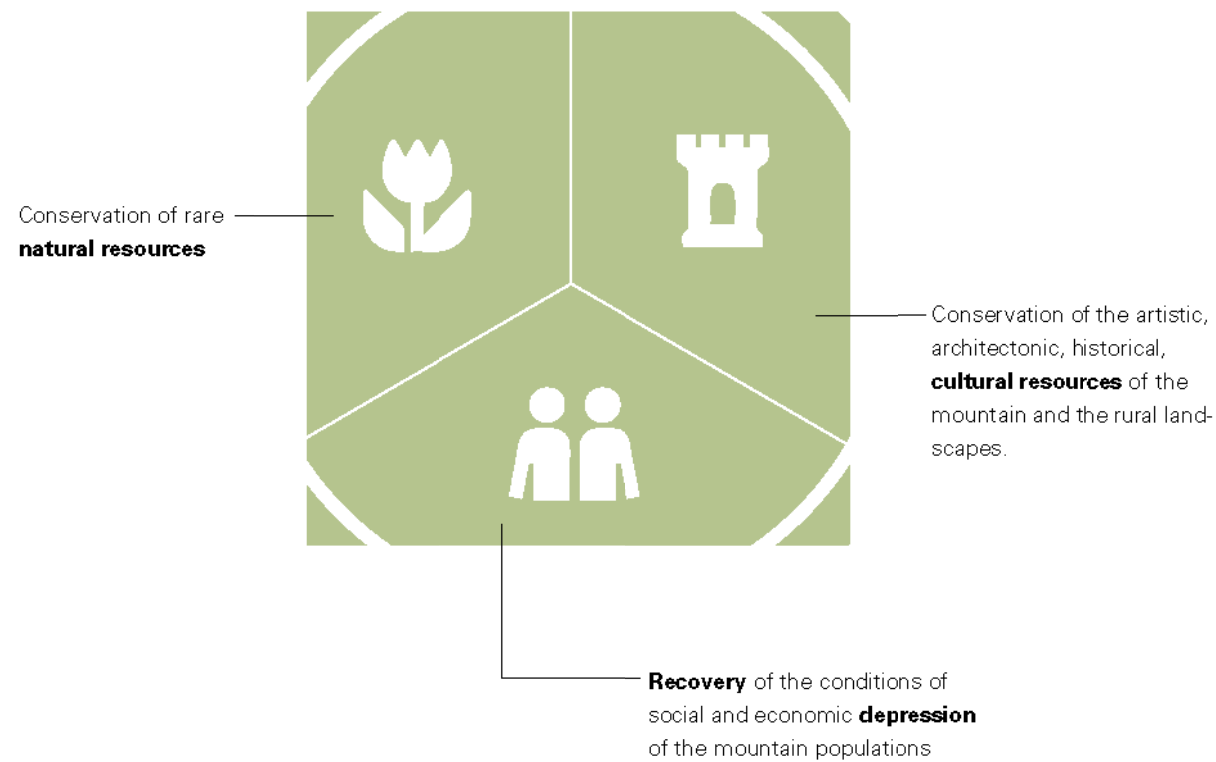 Conservation of rare
natural resources
Conservation of the artistic,
architectonic, historical,
cultural resources of the
mountain and the rural land-
scapes.
Recovery of the conditions of
social and economic depression
of the mountain populations